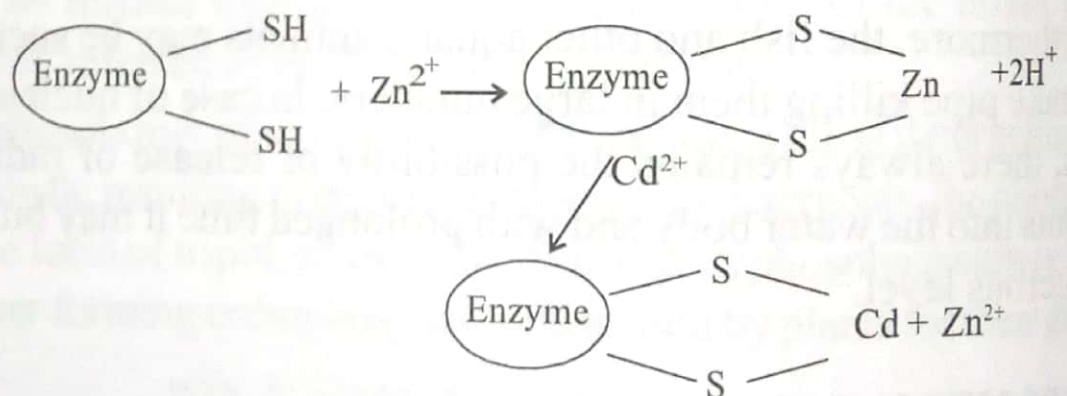 SH
Enzyme + Zn²⁺ → Enzyme S Zn +2H⁺
SH S
Cd²⁺
S
Enzyme Cd + Zn²⁺
S